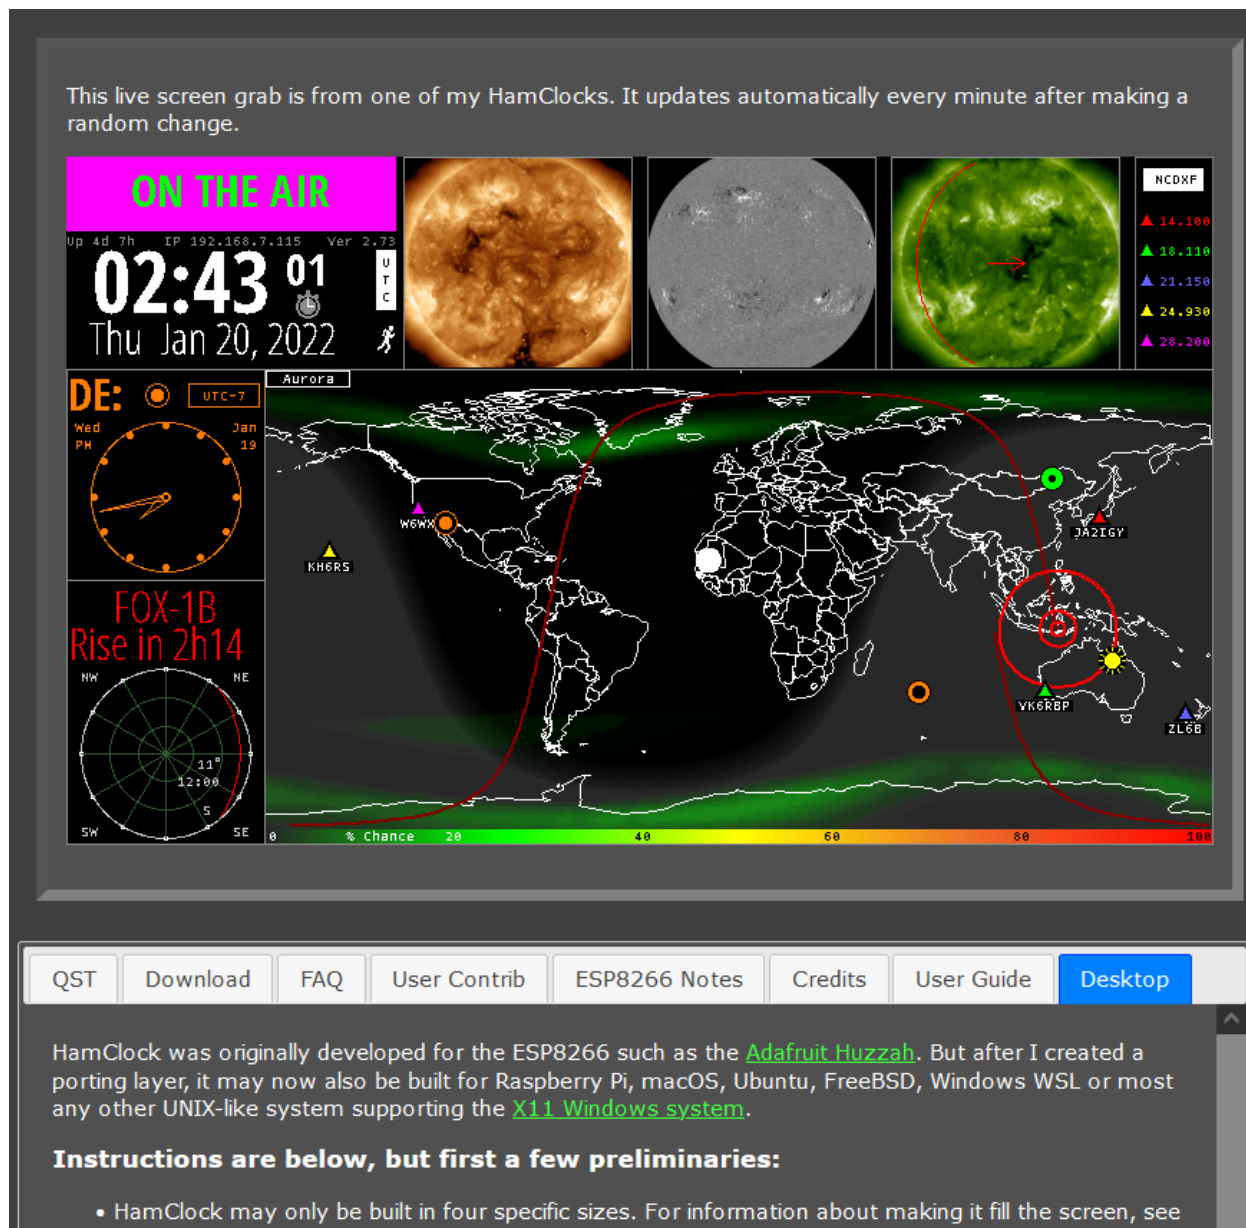 This live screen grab is from one of my HamClocks. It updates automatically every minute after making a
random change.
ON THE AIR
Up 4d 7h IP 192.168.7.115 Ver 2.73
02:43 01
UTC
Thu Jan 20, 2022
NCDXF
14.100
18.110
21.150
24.930
28.200
DE:
UTC-7
Wed Jan
PM 19
FOX-1B
Rise in 2h14
NW NE
11°
12:00
S
SW SE
Aurora
W6WX
KH6RS
JA2IGY
VK6RBP
ZL6B
0 % Chance 20 40 60 80 100
QST Download FAQ User Contrib ESP8266 Notes Credits User Guide Desktop
HamClock was originally developed for the ESP8266 such as the Adafruit Huzzah. But after I created a
porting layer, it may now also be built for Raspberry Pi, macOS, Ubuntu, FreeBSD, Windows WSL or most
any other UNIX-like system supporting the X11 Windows system.
Instructions are below, but first a few preliminaries:
• HamClock may only be built in four specific sizes. For information about making it fill the screen, see